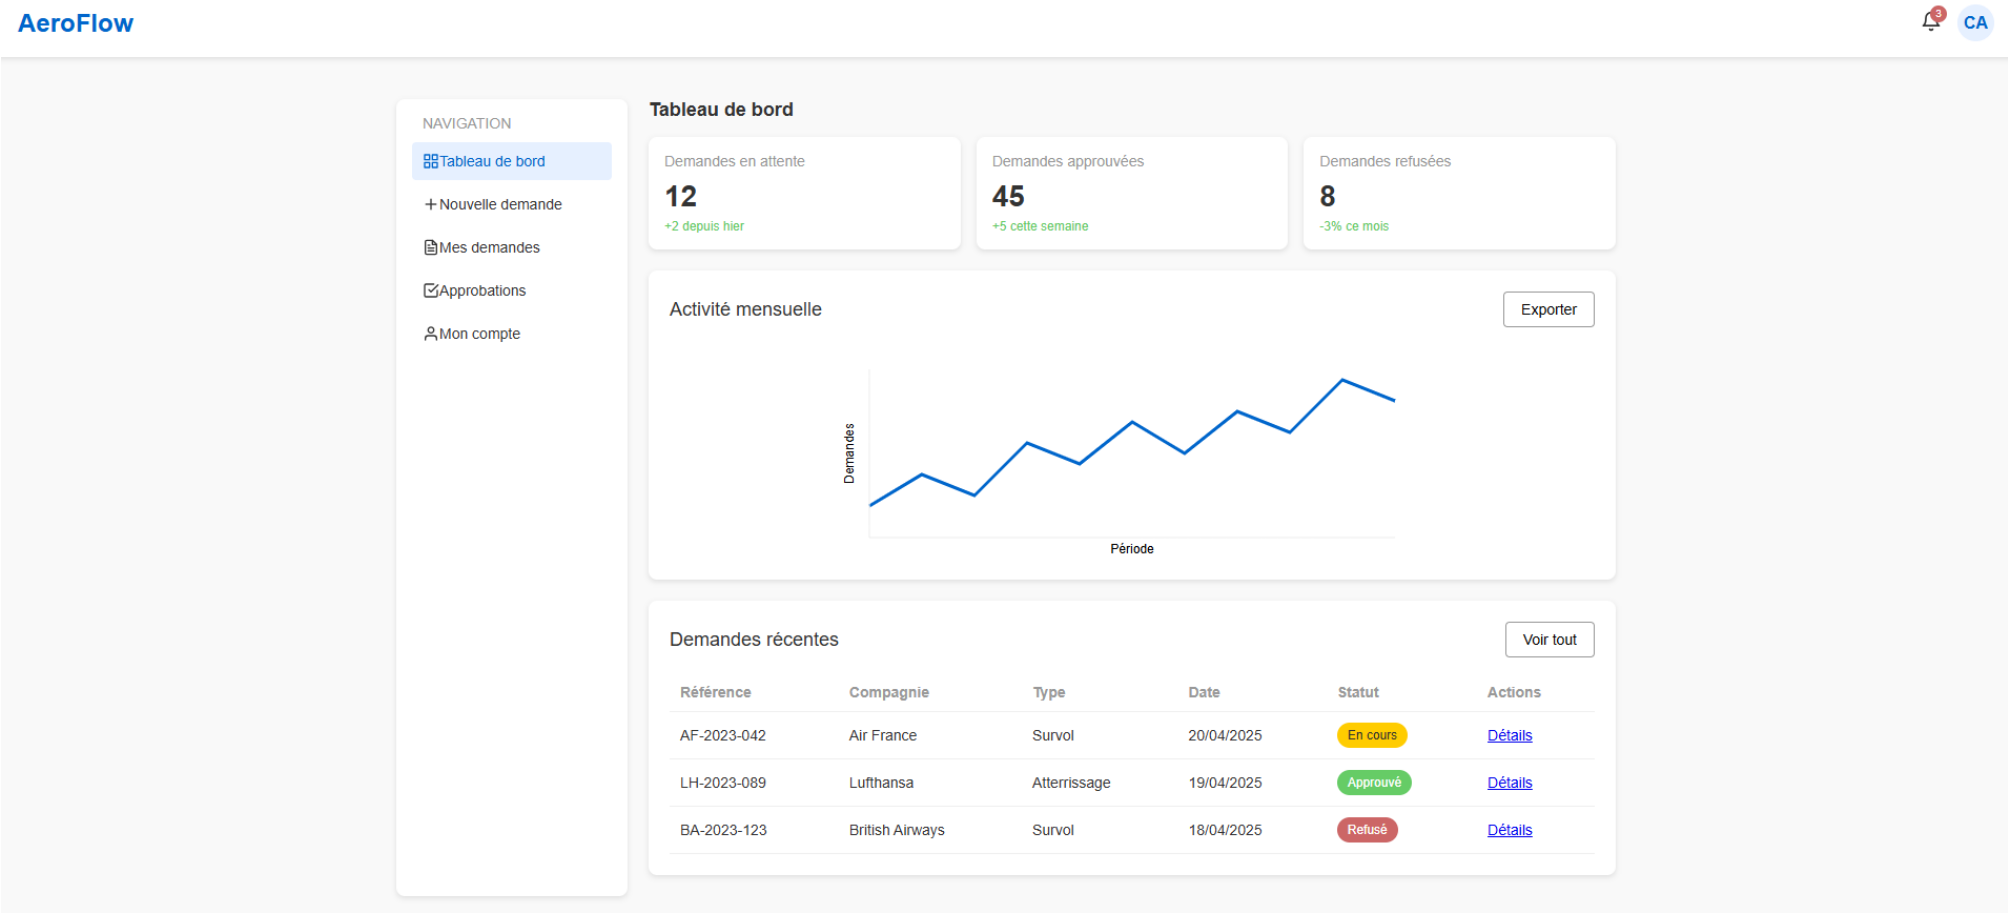 AeroFlow
3
CA
NAVIGATION
Tableau de bord
Nouvelle demande
Mes demandes
Approbations
Mon compte
Tableau de bord
Demandes en attente
12
+2 depuis hier
Demandes approuvées
45
+5 cette semaine
Demandes refusées
8
-3% ce mois
Activité mensuelle
Exporter
Demandes
Période
Demandes récentes
Voir tout
Référence Compagnie Type Date Statut Actions
AF-2023-042 Air France Survol 20/04/2025 En cours Détails
LH-2023-089 Lufthansa Atterrissage 19/04/2025 Approuvé Détails
BA-2023-123 British Airways Survol 18/04/2025 Refusé Détails